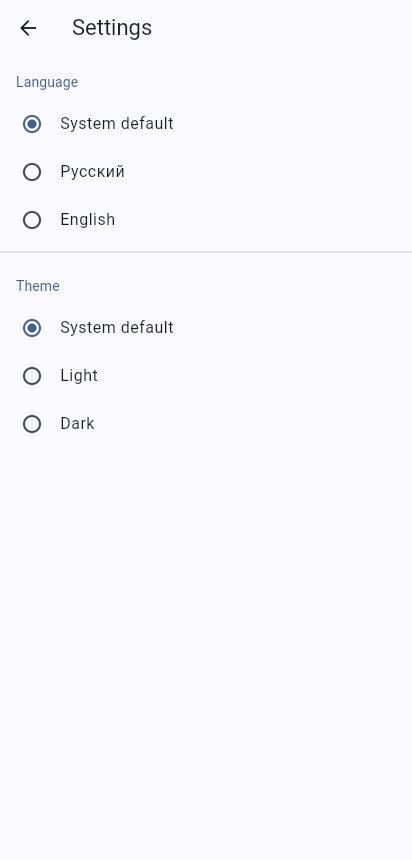 Settings
Language
System default
Русский
English
Theme
System default
Light
Dark